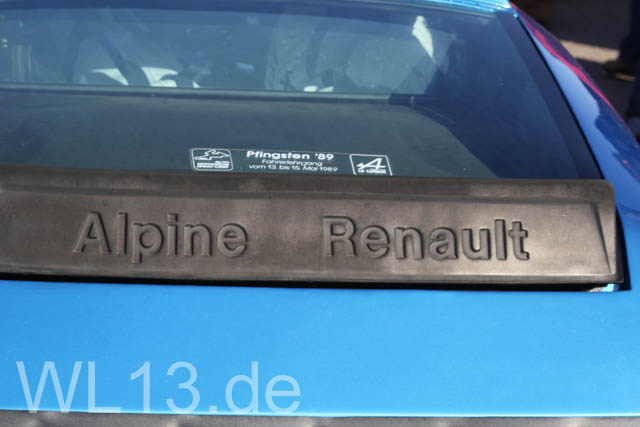 Pfingsten '89
Fahrerlehrgang
vom 13. bis 15. Mai 1989
Alpine Renault
WL13.de